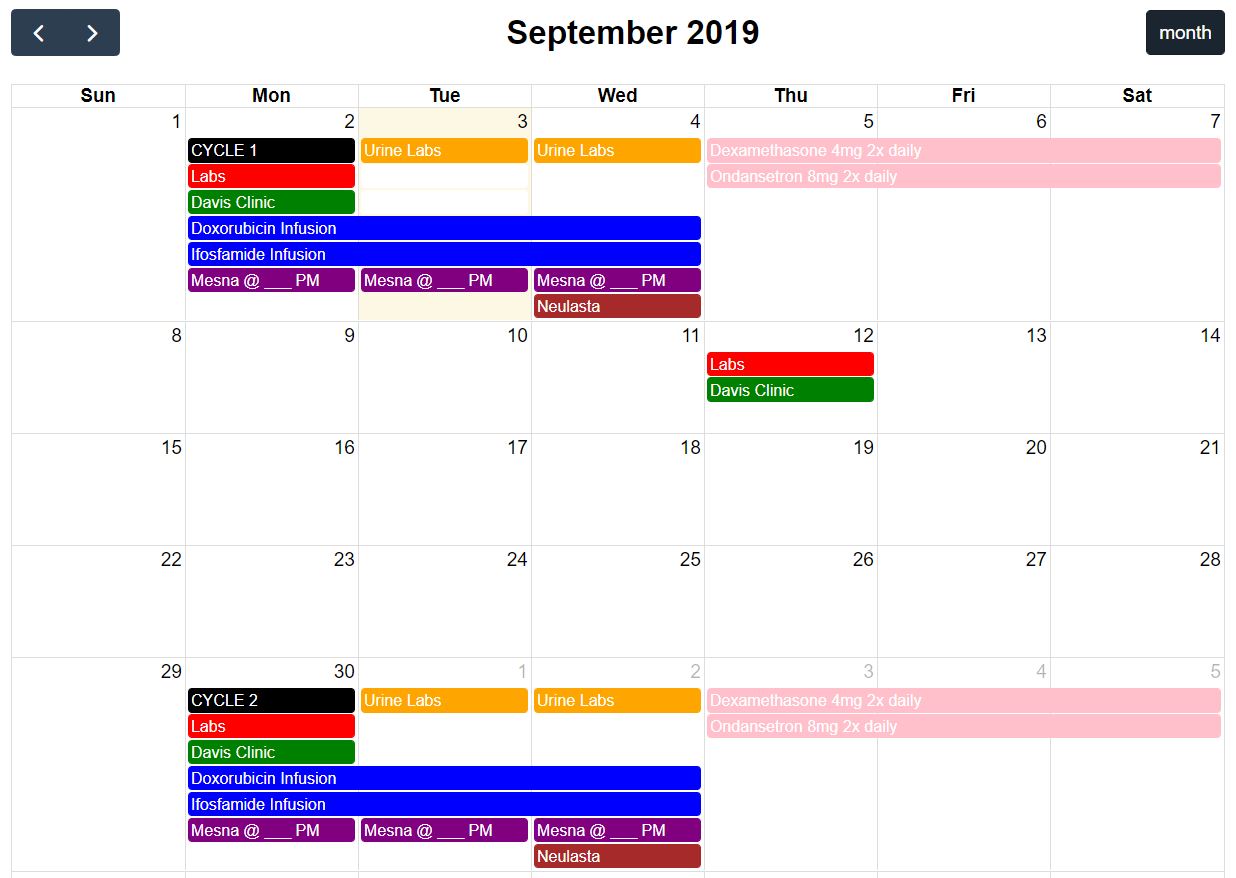 September 2019
month
Sun Mon Tue Wed Thu Fri Sat
1 2 3 4 5 6 7
CYCLE 1 Urine Labs Urine Labs Dexamethasone 4mg 2x daily
Labs Ondansetron 8mg 2x daily
Davis Clinic
Doxorubicin Infusion
Ifosfamide Infusion
Mesna @ ___ PM Mesna @ ___ PM Mesna @ ___ PM
Neulasta
8 9 10 11 12 13 14
Labs
Davis Clinic
15 16 17 18 19 20 21
22 23 24 25 26 27 28
29 30 1 2 3 4 5
CYCLE 2 Urine Labs Urine Labs Dexamethasone 4mg 2x daily
Labs Ondansetron 8mg 2x daily
Davis Clinic
Doxorubicin Infusion
Ifosfamide Infusion
Mesna @ ___ PM Mesna @ ___ PM Mesna @ ___ PM
Neulasta